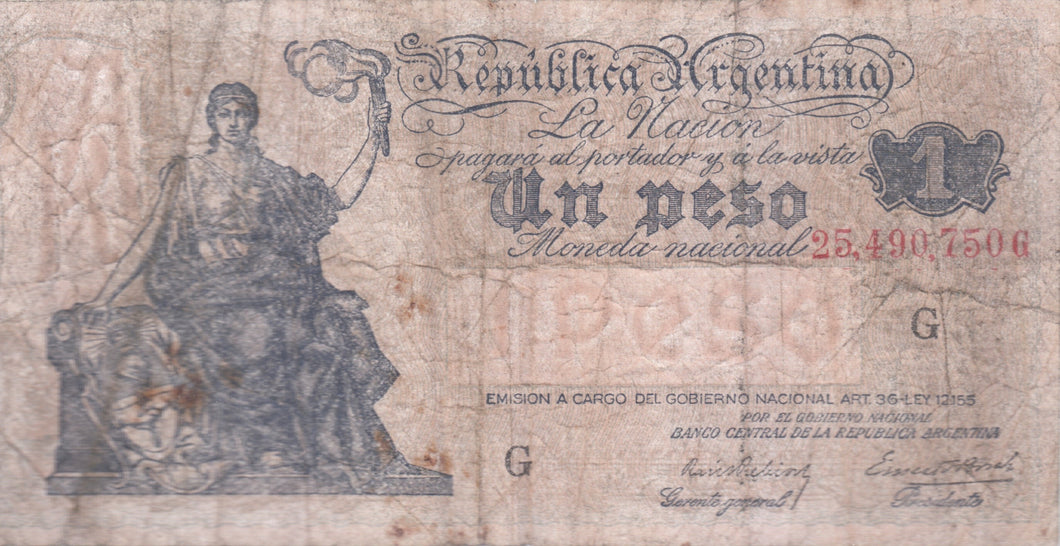 República Argentina
La Nación
pagará al portador y á la vista
Un peso
1
Moneda nacional
25,490,750 G
G
EMISION A CARGO DEL GOBIERNO NACIONAL ART. 36-LEY 12155
POR EL GOBIERNO NACIONAL
BANCO CENTRAL DE LA REPUBLICA ARGENTINA
G
Gerente general
Presidente